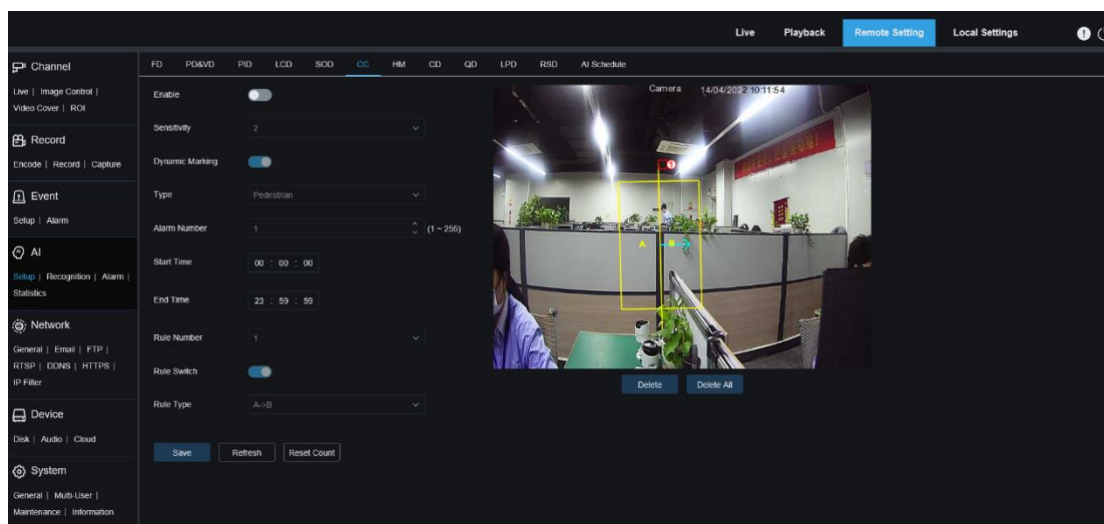 Live Playback Remote Setting Local Settings
Channel
Live | Image Control |
Video Cover | ROI
Record
Encode | Record | Capture
Event
Setup | Alarm
AI
Setup | Recognition | Alarm |
Statistics
Network
General | Email | FTP |
RTSP | DDNS | HTTPS |
IP Filter
Device
Disk | Audio | Cloud
System
General | Multi-User |
Maintenance | Information
FD PD&VD PID LCD SOD CC HM CD QD LPD RSD AI Schedule
Enable
Sensitivity 2
Dynamic Marking
Type Pedestrian
Alarm Number 1 (1 ~ 255)
Start Time 00 : 00 : 00
End Time 23 : 59 : 59
Rule Number 1
Rule Switch
Rule Type A->B
Save Refresh Reset Count
Camera 14/04/2022 10:11:54
1
A B
Delete Delete All